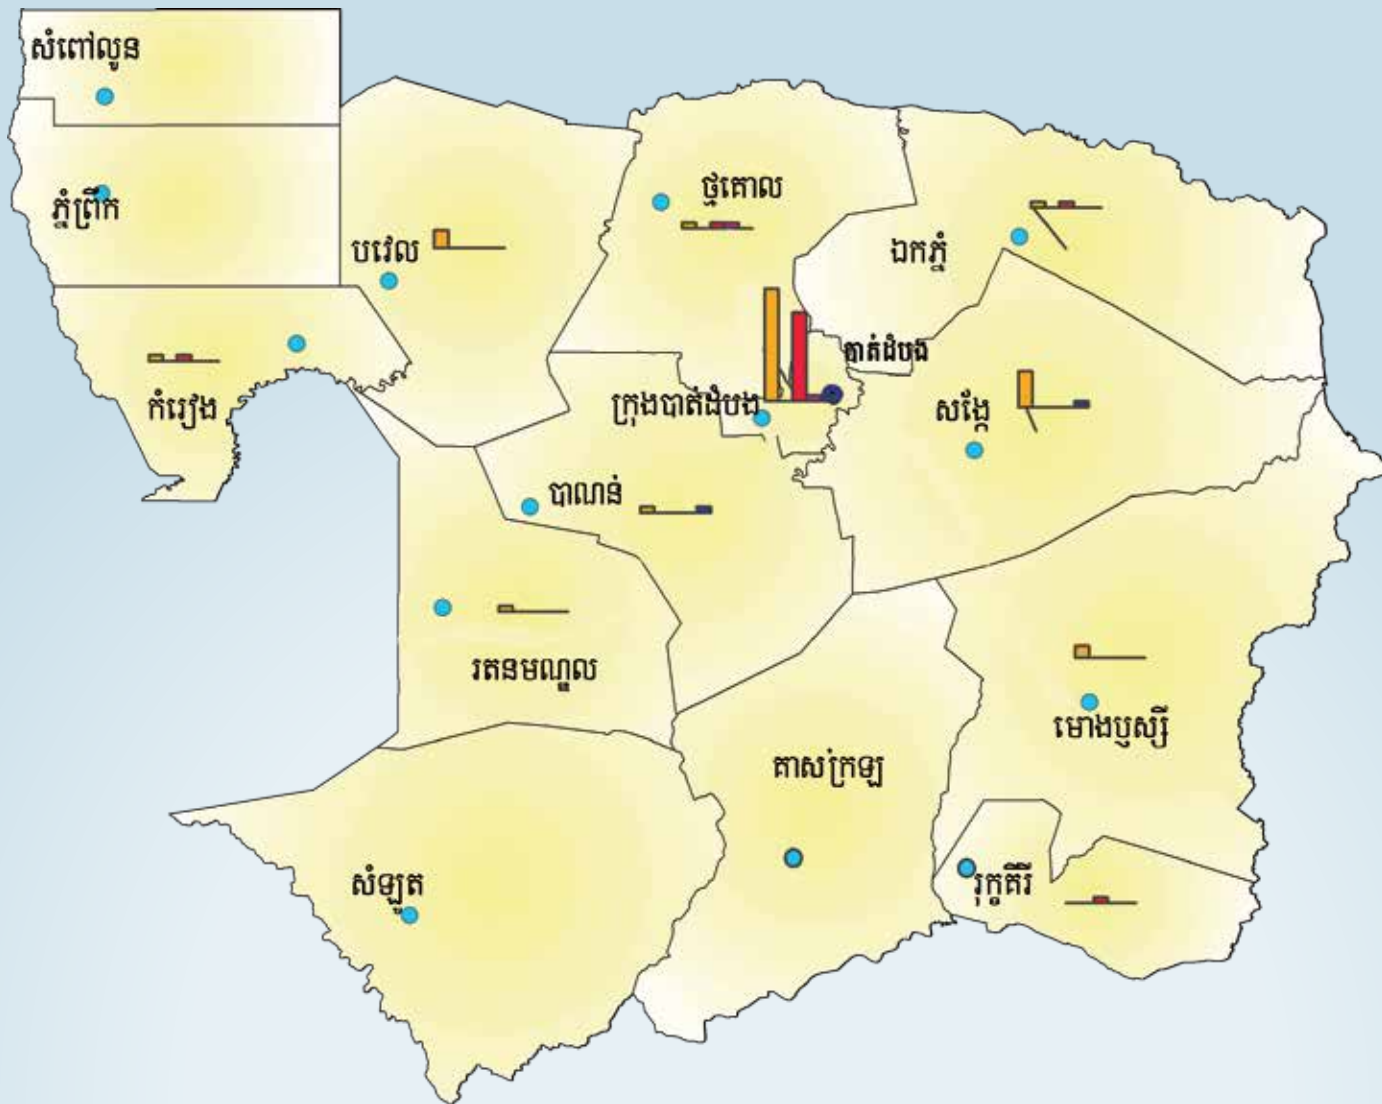 សំពៅលូន
ភ្នំព្រឹក
បវេល
ថ្មគោល
ឯកភ្នំ
កំរៀង
ក្រុងបាត់ដំបង
បាត់ដំបង
សង្កែ
បាណន់
រតនមណ្ឌល
មោងឫស្សី
គាស់ក្រឡ
សំឡូត
រុក្ខគិរី